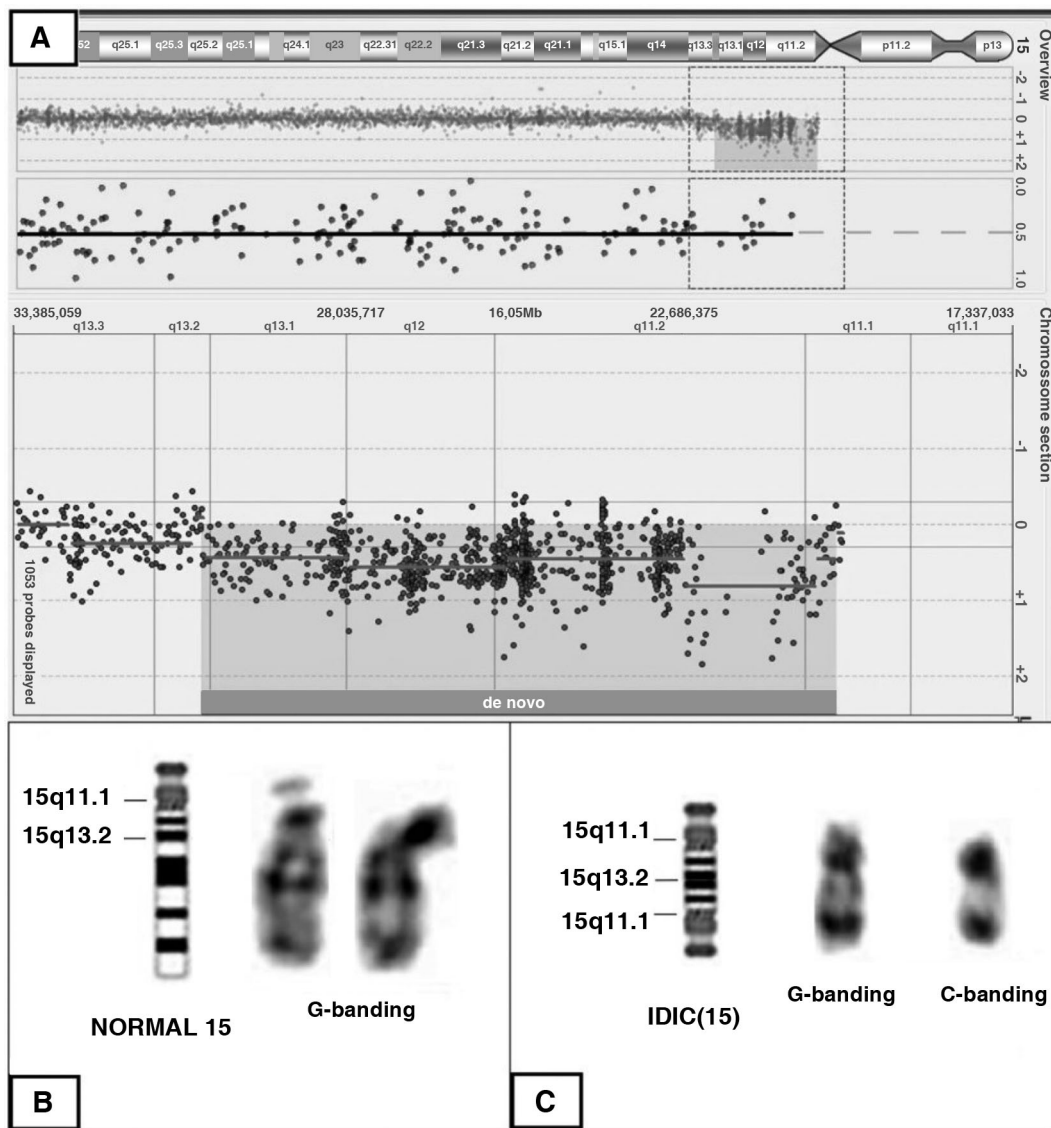 A
52 q25.1 q25.3 q25.2 q25.1 q24.1 q23 q22.31 q22.2 q21.3 q21.2 q21.1 q15.1 q14 q13.3 q13.1 q12 q11.2 p11.2 p13
15
Overview
-2
-1
0
+1
+2
0.0
0.5
1.0
33,385,059 28,035,717 16,05Mb 22,686,375 17,337,033
q13.3 q13.2 q13.1 q12 q11.2 q11.1 q11.1
Chromossome section
-2
-1
0
+1
+2
1053 probes displayed
de novo
15q11.1
15q13.2
NORMAL 15
G-banding
B
15q11.1
15q13.2
15q11.1
IDIC(15)
G-banding
C-banding
C